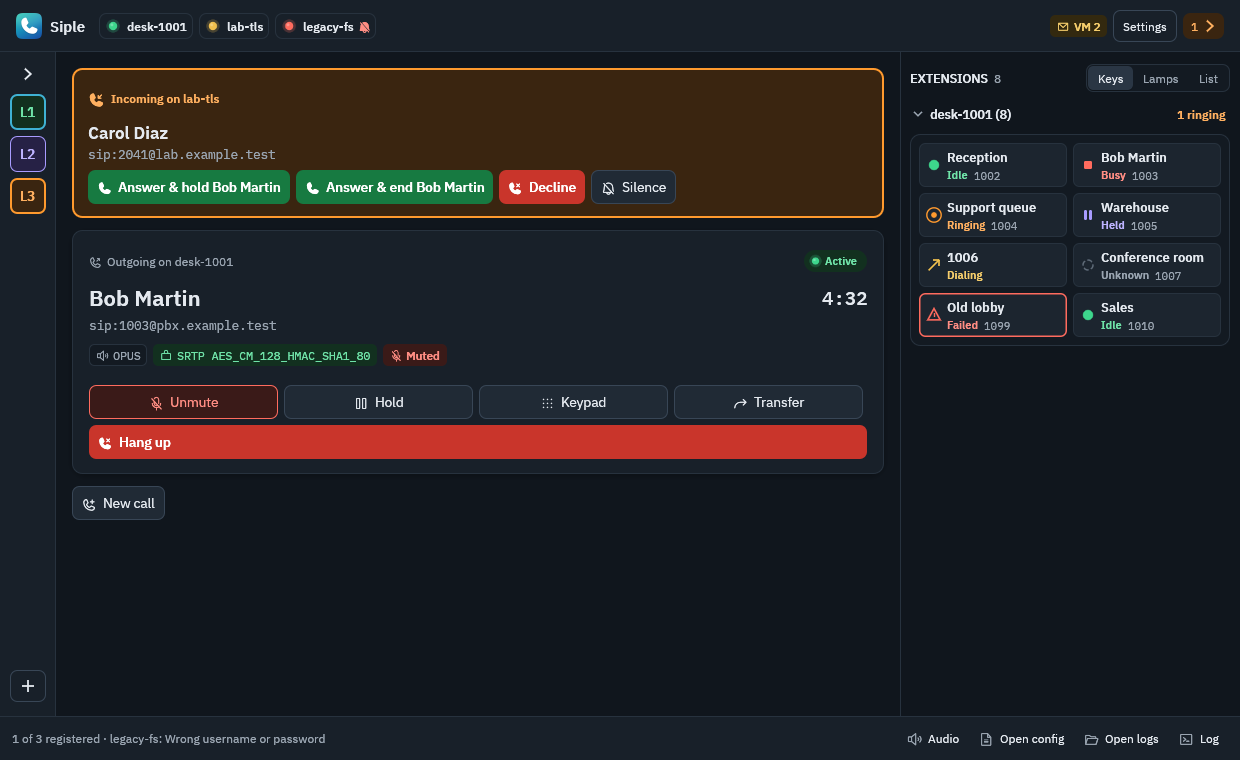 Siple
desk-1001
lab-tls
legacy-fs
VM 2
Settings
1
L1
L2
L3
Incoming on lab-tls
Carol Diaz
sip:2041@lab.example.test
Answer & hold Bob Martin
Answer & end Bob Martin
Decline
Silence
Outgoing on desk-1001
Active
Bob Martin
4:32
sip:1003@pbx.example.test
OPUS
SRTP AES_CM_128_HMAC_SHA1_80
Muted
Unmute
Hold
Keypad
Transfer
Hang up
New call
EXTENSIONS 8
Keys
Lamps
List
desk-1001 (8)
1 ringing
Reception
Idle 1002
Bob Martin
Busy 1003
Support queue
Ringing 1004
Warehouse
Held 1005
1006
Dialing
Conference room
Unknown 1007
Old lobby
Failed 1099
Sales
Idle 1010
1 of 3 registered · legacy-fs: Wrong username or password
Audio
Open config
Open logs
Log